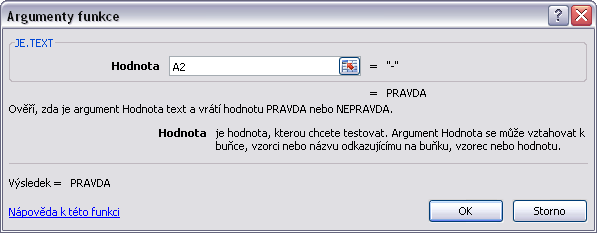 Argumenty funkce
JE.TEXT
Hodnota A2 = "-"
= PRAVDA
Ověří, zda je argument Hodnota text a vrátí hodnotu PRAVDA nebo NEPRAVDA.
Hodnota je hodnota, kterou chcete testovat. Argument Hodnota se může vztahovat k
buňce, vzorci nebo názvu odkazujícímu na buňku, vzorec nebo hodnotu.
Výsledek = PRAVDA
Nápověda k této funkci OK Storno